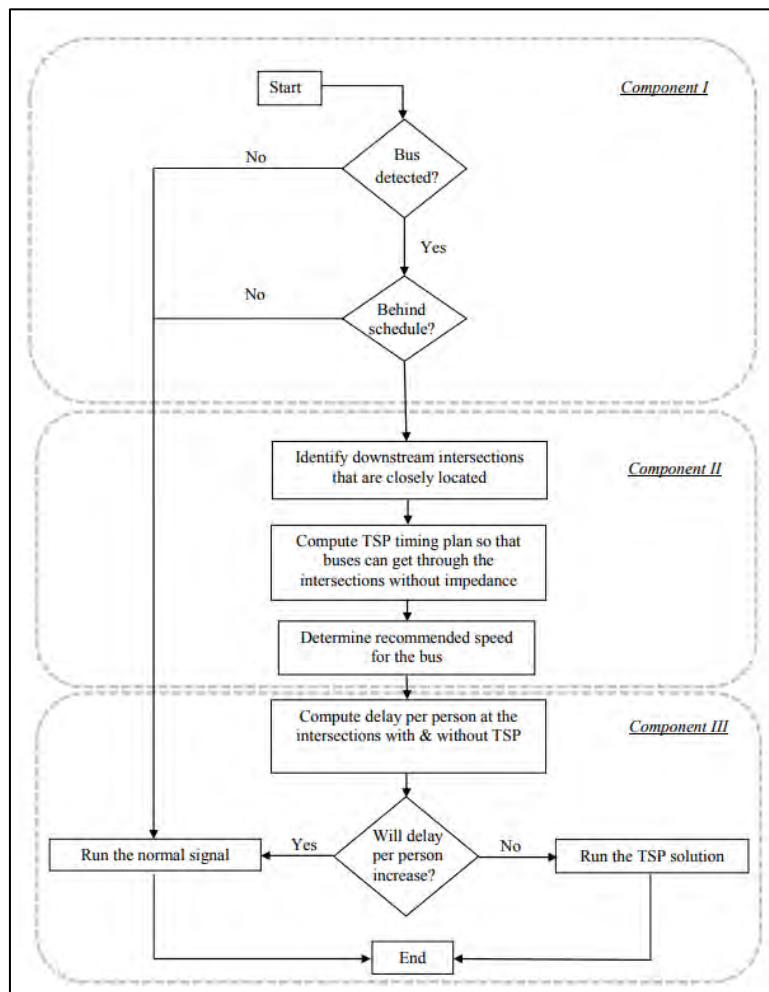 Start
Component I
No
Bus
detected?
Yes
No
Behind
schedule?
Identify downstream intersections
that are closely located
Component II
Compute TSP timing plan so that
buses can get through the
intersections without impedance
Determine recommended speed
for the bus
Compute delay per person at the
intersections with & without TSP
Component III
Run the normal signal
Yes
Will delay
per person
increase?
No
Run the TSP solution
End